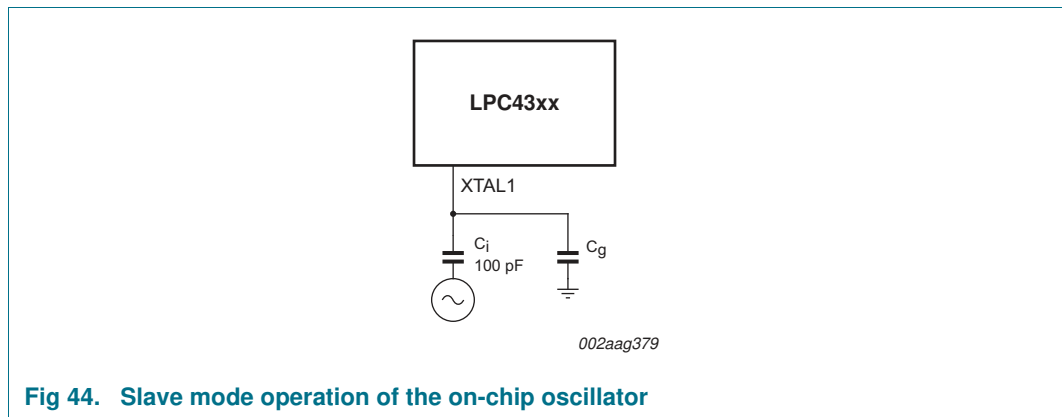 LPC43xx
XTAL1
Ci
100 pF
Cg
002aag379
Fig 44. Slave mode operation of the on-chip oscillator